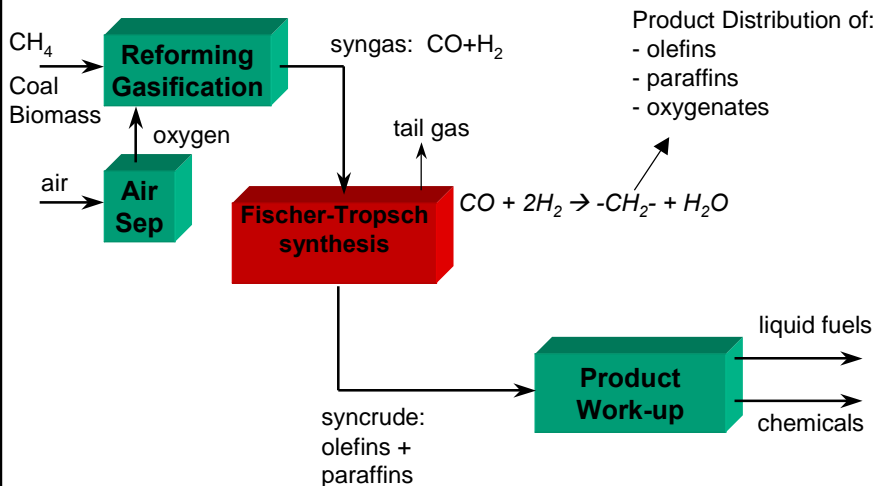 Product Distribution of:
- olefins
- paraffins
- oxygenates
CH₄
Coal
Biomass
Reforming
Gasification
syngas: CO+H₂
oxygen
tail gas
air
Air
Sep
Fischer-Tropsch
synthesis
CO + 2H₂ → -CH₂- + H₂O
liquid fuels
Product
Work-up
chemicals
syncrude:
olefins +
paraffins